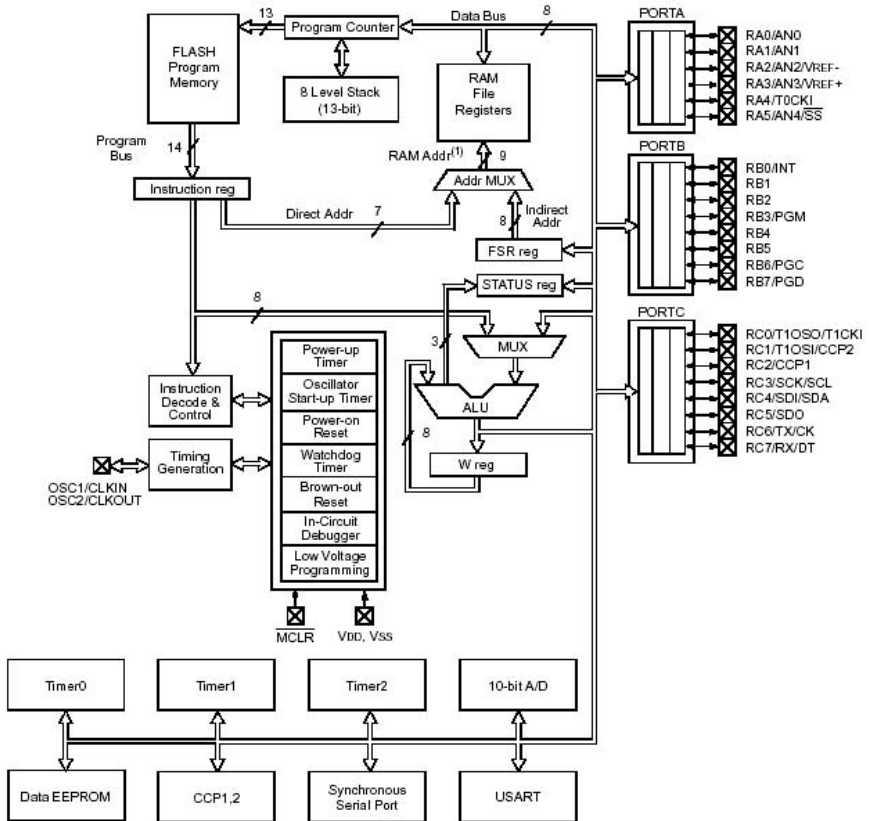 FLASH
Program
Memory
13
Program Counter
Data Bus
8
8 Level Stack
(13-bit)
RAM
File
Registers
Program
Bus
14
RAM Addr(1)
9
Addr MUX
Instruction reg
Direct Addr
7
8
Indirect
Addr
FSR reg
STATUS reg
8
3
MUX
Power-up
Timer
Oscillator
Start-up Timer
Power-on
Reset
Watchdog
Timer
Brown-out
Reset
In-Circuit
Debugger
Low Voltage
Programming
Instruction
Decode &
Control
Timing
Generation
OSC1/CLKIN
OSC2/CLKOUT
ALU
8
W reg
MCLR
VDD, VSS
PORTA
RA0/AN0
RA1/AN1
RA2/AN2/VREF-
RA3/AN3/VREF+
RA4/T0CKI
RA5/AN4/SS
PORTB
RB0/INT
RB1
RB2
RB3/PGM
RB4
RB5
RB6/PGC
RB7/PGD
PORTC
RC0/T1OSO/T1CKI
RC1/T1OSI/CCP2
RC2/CCP1
RC3/SCK/SCL
RC4/SDI/SDA
RC5/SDO
RC6/TX/CK
RC7/RX/DT
Timer0
Timer1
Timer2
10-bit A/D
Data EEPROM
CCP1,2
Synchronous
Serial Port
USART